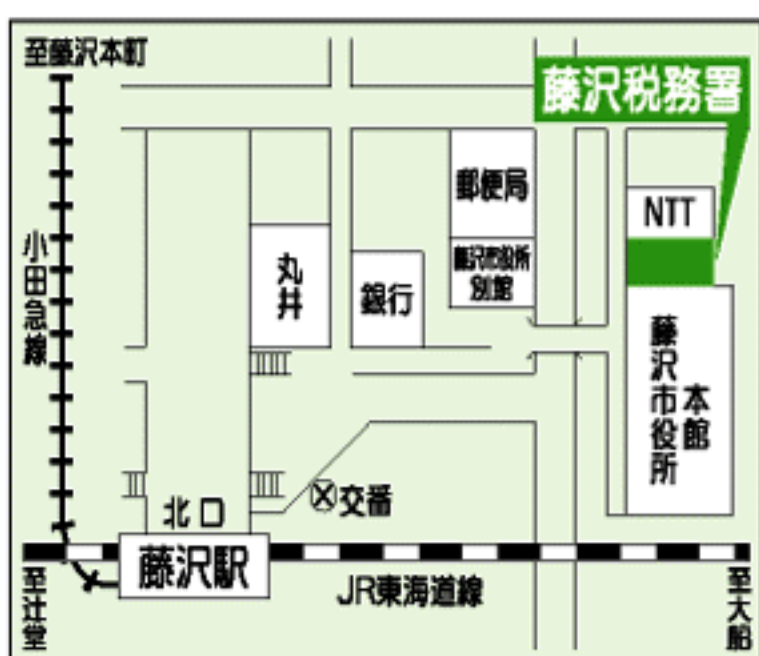 至藤沢本町
藤沢税務署
郵便局
NTT
小田急線
丸井
銀行
藤沢市役所
別館
藤沢市役所
本館
交番
北口
藤沢駅
JR東海道線
至辻堂
至大船